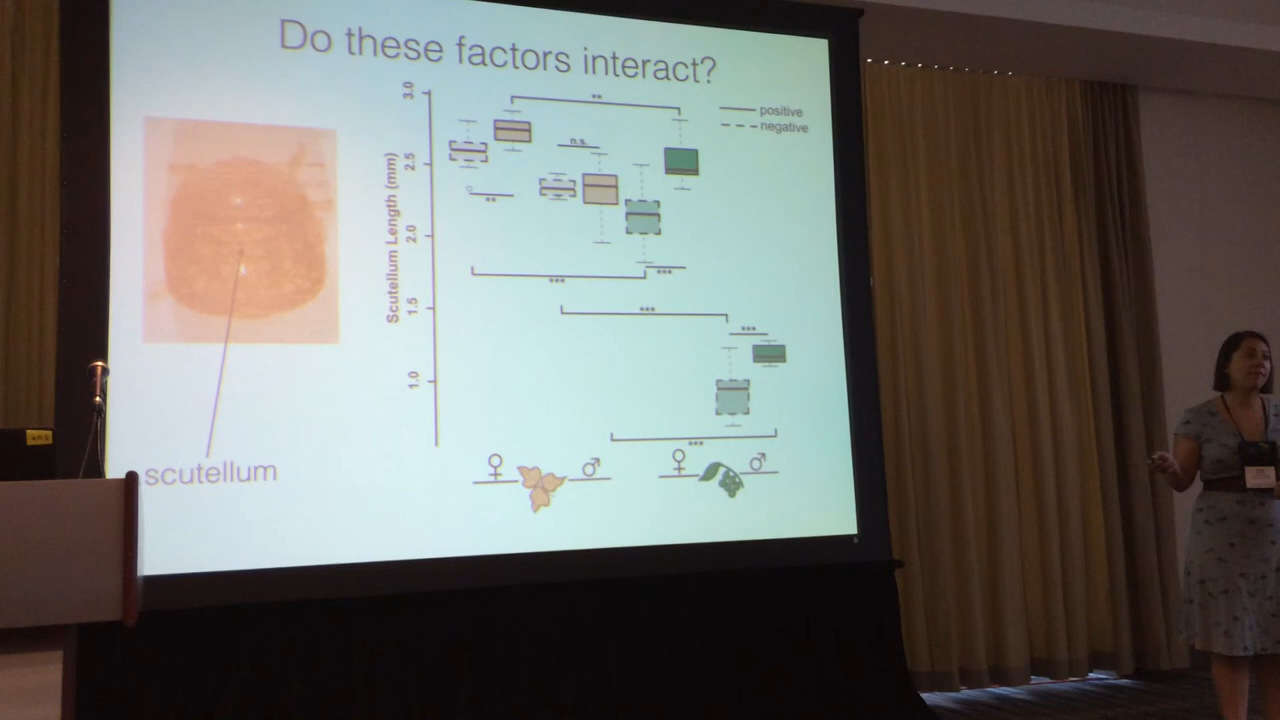 Do these factors interact?
positive
negative
Scutellum Length (mm)
3.0
2.5
2.0
1.5
1.0
**
n.s.
**
***
***
***
***
***
♀
♂
♀
♂
scutellum